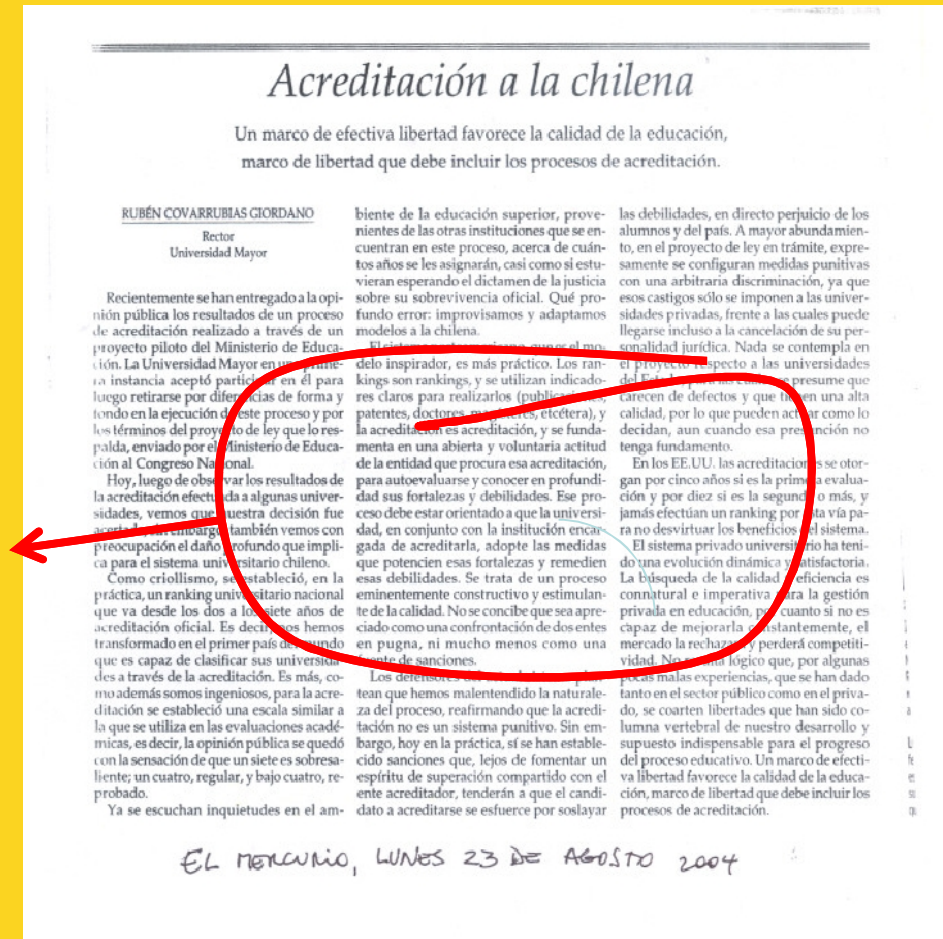 Acreditación a la chilena
Un marco de efectiva libertad favorece la calidad de la educación,
marco de libertad que debe incluir los procesos de acreditación.
RUBÉN COVARRUBIAS GIORDANO
Rector
Universidad Mayor
Recientemente se han entregado a la opi-
nión pública los resultados de un proceso
de acreditación realizado a través de un
proyecto piloto del Ministerio de Educa-
ción. La Universidad Mayor en una prime-
ra instancia aceptó participar en él para
luego retirarse por diferencias de forma y
fondo en la ejecución de este proceso y por
los términos del proyecto de ley que lo res-
palda, enviado por el Ministerio de Educa-
ción al Congreso Nacional.
Hoy, luego de observar los resultados de
la acreditación efectuada a algunas univer-
sidades, vemos que nuestra decisión fue
acertada. Sin embargo, también vemos con
preocupación el daño profundo que impli-
ca para el sistema universitario chileno.
Como criollismo, se estableció, en la
práctica, un ranking universitario nacional
que va desde los dos a los siete años de
acreditación oficial. Es decir, nos hemos
transformado en el primer país del mundo
que es capaz de clasificar sus universida-
des a través de la acreditación. Es más, co-
mo además somos ingeniosos, para la acre-
ditación se estableció una escala similar a
la que se utiliza en las evaluaciones acadé-
micas, es decir, la opinión pública se quedó
con la sensación de que un siete es sobresa-
liente; un cuatro, regular, y bajo cuatro, re-
probado.
Ya se escuchan inquietudes en el am-
biente de la educación superior, prove-
nientes de las otras instituciones que se en-
cuentran en este proceso, acerca de cuán-
tos años se les asignarán, casi como si estu-
vieran esperando el dictamen de la justicia
sobre su sobrevivencia oficial. Qué pro-
fundo error: improvisamos y adaptamos
modelos a la chilena.
El sistema norteamericano, que es el mo-
delo inspirador, es más práctico. Los ran-
kings son rankings, y se utilizan indicado-
res claros para realizarlos (publicaciones,
patentes, doctores, etcétera), y
la acreditación es acreditación, y se funda-
menta en una abierta y voluntaria actitud
de la entidad que procura esa acreditación,
para autoevaluarse y conocer en profundi-
dad sus fortalezas y debilidades. Ese pro-
ceso debe estar orientado a que la universi-
dad, en conjunto con la institución encar-
gada de acreditarla, adopte las medidas
que potencien esas fortalezas y remedien
esas debilidades. Se trata de un proceso
eminentemente constructivo y estimulan-
te de la calidad. No se concibe que sea apre-
ciado como una confrontación de dos entes
en pugna, ni mucho menos como una
fuente de sanciones.
Los defensores del
tean que hemos malentendido la naturale-
za del proceso, reafirmando que la acredi-
tación no es un sistema punitivo. Sin em-
bargo, hoy en la práctica, sí se han estable-
cido sanciones que, lejos de fomentar un
espíritu de superación compartido con el
ente acreditador, tenderán a que el candi-
dato a acreditarse se esfuerce por soslayar
las debilidades, en directo perjuicio de los
alumnos y del país. A mayor abundamien-
to, en el proyecto de ley en trámite, expre-
samente se configuran medidas punitivas
con una arbitraria discriminación, ya que
esos castigos sólo se imponen a las univer-
sidades privadas, frente a las cuales puede
llegarse incluso a la cancelación de su per-
sonalidad jurídica. Nada se contempla en
el proyecto respecto a las universidades
del se presume que
carecen de defectos y que tienen una alta
calidad, por lo que pueden actuar como lo
decidan, aun cuando esa presunción no
tenga fundamento.
En los EE.UU. las acreditaciones se otor-
gan por cinco años si es la primera evalua-
ción y por diez si es la segunda o más, y
jamás efectúan un ranking por esta vía pa-
ra no desvirtuar los beneficios del sistema.
El sistema privado universitario ha teni-
do una evolución dinámica y satisfactoria.
La búsqueda de la calidad y eficiencia es
connatural e imperativa para la gestión
privada en educación, por cuanto si no es
capaz de mejorarla constantemente, el
mercado la rechazará y perderá competiti-
vidad. No lógico que, por algunas
pocas malas experiencias, que se han dado
tanto en el sector público como en el priva-
do, se coarten libertades que han sido co-
lumna vertebral de nuestro desarrollo y
supuesto indispensable para el progreso
del proceso educativo. Un marco de efecti-
va libertad favorece la calidad de la educa-
ción, marco de libertad que debe incluir los
procesos de acreditación.
EL MERCURIO, LUNES 23 DE AGOSTO 2004